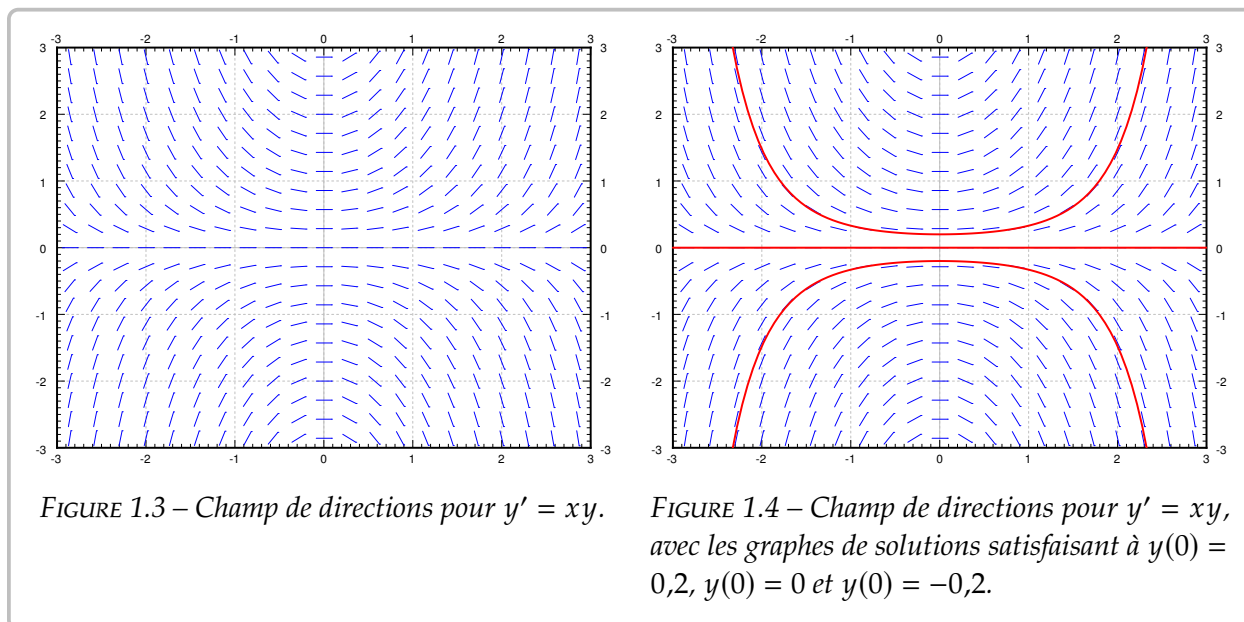 -3 -2 -1 0 1 2 3
3 3
2 2
1 1
0 0
-1 -1
-2 -2
-3 -3
-3 -2 -1 0 1 2 3
FIGURE 1.3 – Champ de directions pour y′ = xy.
-3 -2 -1 0 1 2 3
3 3
2 2
1 1
0 0
-1 -1
-2 -2
-3 -3
-3 -2 -1 0 1 2 3
FIGURE 1.4 – Champ de directions pour y′ = xy,
avec les graphes de solutions satisfaisant à y(0) =
0,2, y(0) = 0 et y(0) = −0,2.